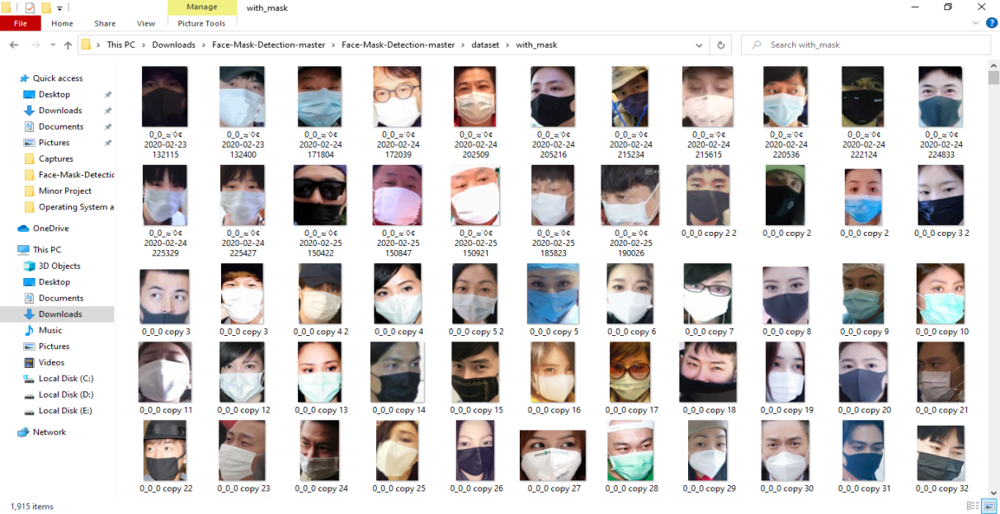 Manage
with_mask
File
Home
Share
View
Picture Tools
This PC
Downloads
Face-Mask-Detection-master
Face-Mask-Detection-master
dataset
with_mask
Search with_mask
Quick access
Desktop
Downloads
Documents
Pictures
Captures
Face-Mask-Detectic
Minor Project
Operating System a
OneDrive
This PC
3D Objects
Desktop
Documents
Downloads
Music
Pictures
Videos
Local Disk (C:)
Local Disk (D:)
Local Disk (E:)
Network
0_0_≈◊¢ 2020-02-23 132115
0_0_≈◊¢ 2020-02-23 132400
0_0_≈◊¢ 2020-02-24 171804
0_0_≈◊¢ 2020-02-24 172039
0_0_≈◊¢ 2020-02-24 202509
0_0_≈◊¢ 2020-02-24 205216
0_0_≈◊¢ 2020-02-24 215234
0_0_≈◊¢ 2020-02-24 215615
0_0_≈◊¢ 2020-02-24 220536
0_0_≈◊¢ 2020-02-24 222124
0_0_≈◊¢ 2020-02-24 224833
0_0_≈◊¢ 2020-02-24 225329
0_0_≈◊¢ 2020-02-24 225427
0_0_≈◊¢ 2020-02-25 150422
0_0_≈◊¢ 2020-02-25 150847
0_0_≈◊¢ 2020-02-25 150921
0_0_≈◊¢ 2020-02-25 185823
0_0_≈◊¢ 2020-02-26 190026
0_0_0 copy 2 2
0_0_0 copy 2
0_0_0 copy 2
0_0_0 copy 3 2
0_0_0 copy 3
0_0_0 copy 3
0_0_0 copy 4 2
0_0_0 copy 4
0_0_0 copy 5 2
0_0_0 copy 5
0_0_0 copy 6
0_0_0 copy 7
0_0_0 copy 8
0_0_0 copy 9
0_0_0 copy 10
0_0_0 copy 11
0_0_0 copy 12
0_0_0 copy 13
0_0_0 copy 14
0_0_0 copy 15
0_0_0 copy 16
0_0_0 copy 17
0_0_0 copy 18
0_0_0 copy 19
0_0_0 copy 20
0_0_0 copy 21
0_0_0 copy 22
0_0_0 copy 23
0_0_0 copy 24
0_0_0 copy 25
0_0_0 copy 26
0_0_0 copy 27
0_0_0 copy 28
0_0_0 copy 29
0_0_0 copy 30
0_0_0 copy 31
0_0_0 copy 32
1,915 items